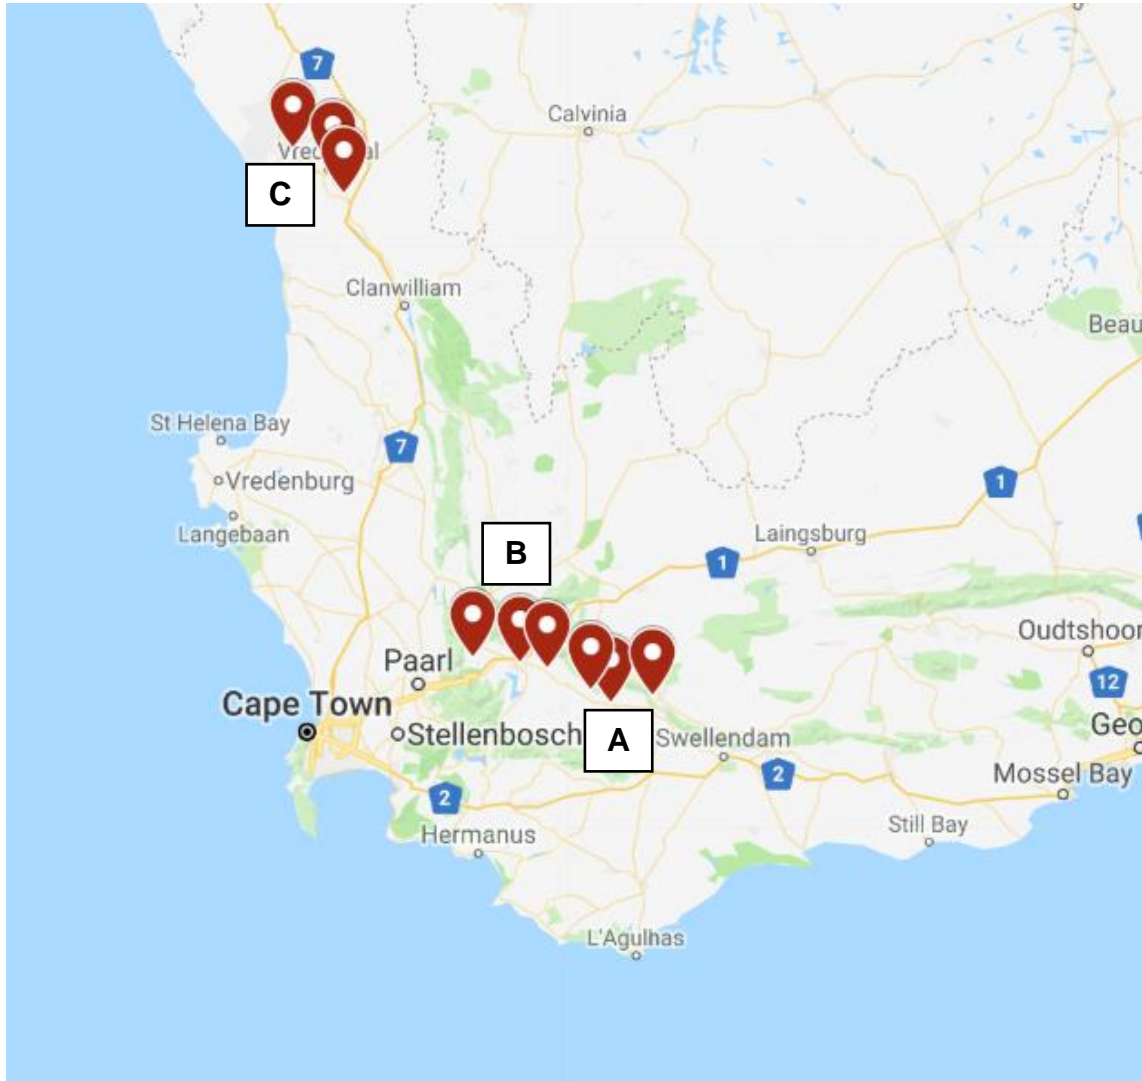 7
Calvinia
C
Clanwilliam
Beau
St Helena Bay
7
Vredenburg
1
Langebaan
Laingsburg
B
1
Oudtshoor
Paarl
12
Cape Town
Geo
Stellenbosch
A
Swellendam
2
Mossel Bay
2
Still Bay
Hermanus
L'Agulhas